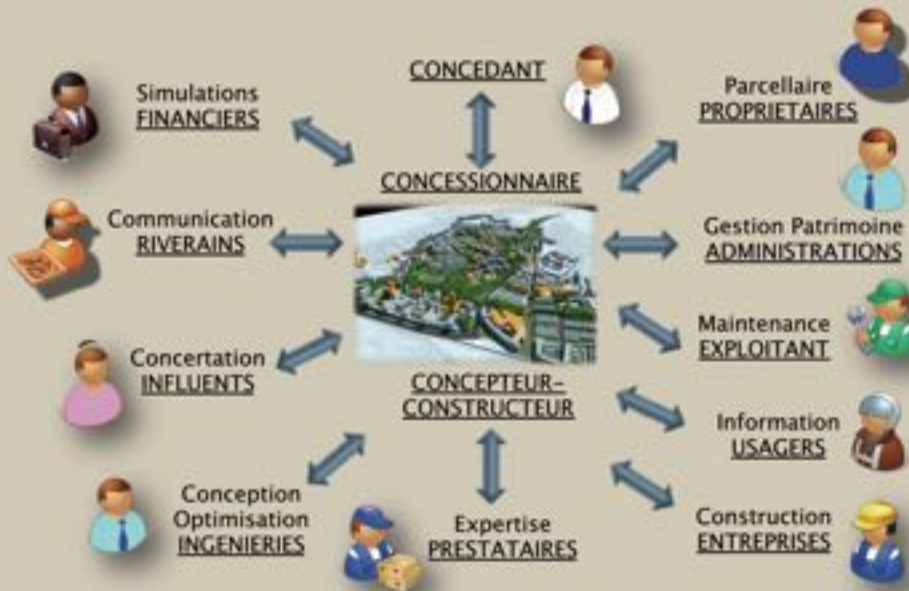 CONCEDANT
Simulations
FINANCIERS
Parcellaire
PROPRIETAIRES
CONCESSIONNAIRE
Communication
RIVERAINS
Gestion Patrimoine
ADMINISTRATIONS
Maintenance
EXPLOITANT
Concertation
INFLUENTS
CONCEPTEUR-
CONSTRUCTEUR
Information
USAGERS
Conception
Optimisation
INGENIERIES
Expertise
PRESTATAIRES
Construction
ENTREPRISES